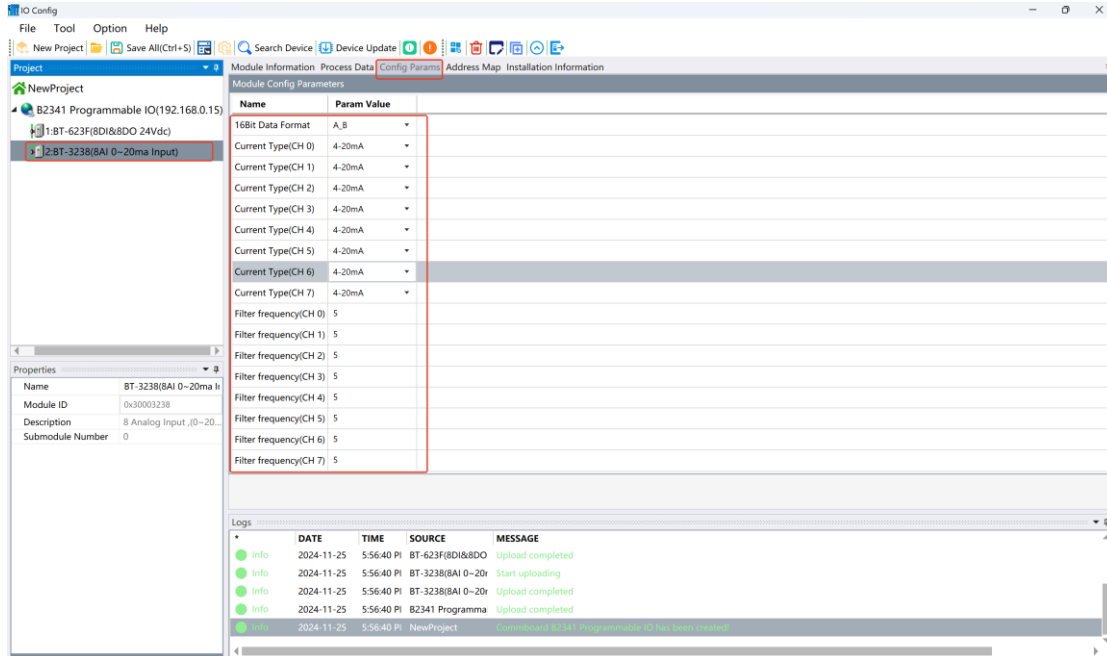 IO Config
File Tool Option Help
New Project Save All(Ctrl+S) Search Device Device Update
Project
NewProject
B2341 Programmable IO(192.168.0.15)
1:BT-623F(8DI&8DO 24Vdc)
2:BT-3238(8AI 0~20ma Input)
Module Information Process Data Config Params Address Map Installation Information
Module Config Parameters
Name Param Value
16Bit Data Format A_B
Current Type(CH 0) 4-20mA
Current Type(CH 1) 4-20mA
Current Type(CH 2) 4-20mA
Current Type(CH 3) 4-20mA
Current Type(CH 4) 4-20mA
Current Type(CH 5) 4-20mA
Current Type(CH 6) 4-20mA
Current Type(CH 7) 4-20mA
Filter frequency(CH 0) 5
Filter frequency(CH 1) 5
Filter frequency(CH 2) 5
Filter frequency(CH 3) 5
Filter frequency(CH 4) 5
Filter frequency(CH 5) 5
Filter frequency(CH 6) 5
Filter frequency(CH 7) 5
Properties
Name BT-3238(8AI 0~20ma Ir
Module ID 0x30003238
Description 8 Analog Input ,(0~20...
Submodule Number 0
Logs
* DATE TIME SOURCE MESSAGE
Info 2024-11-25 5:56:40 PI BT-623F(8DI&8DO Upload completed
Info 2024-11-25 5:56:40 PI BT-3238(8AI 0~20r Start uploading
Info 2024-11-25 5:56:40 PI BT-3238(8AI 0~20r Upload completed
Info 2024-11-25 5:56:40 PI B2341 Programma Upload completed
Info 2024-11-25 5:56:40 PI NewProject Commboard B2341 Programmable IO has been created!